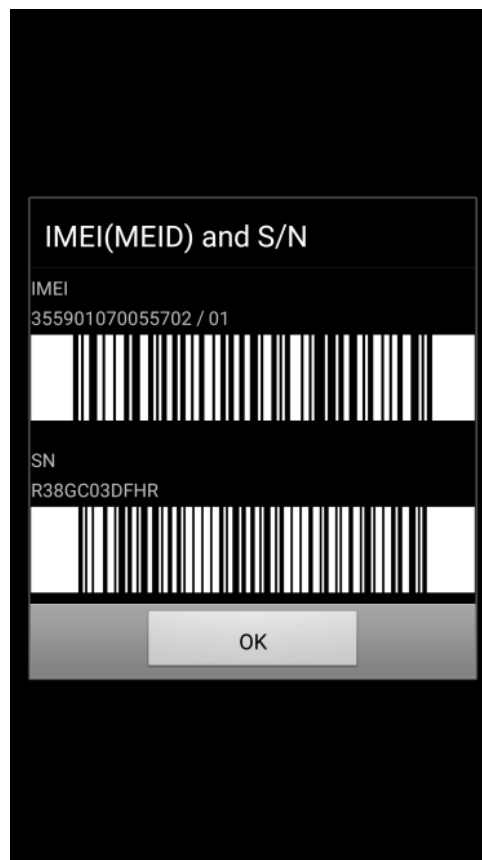 IMEI(MEID) and S/N
IMEI
355901070055702 / 01
SN
R38GC03DFHR
OK